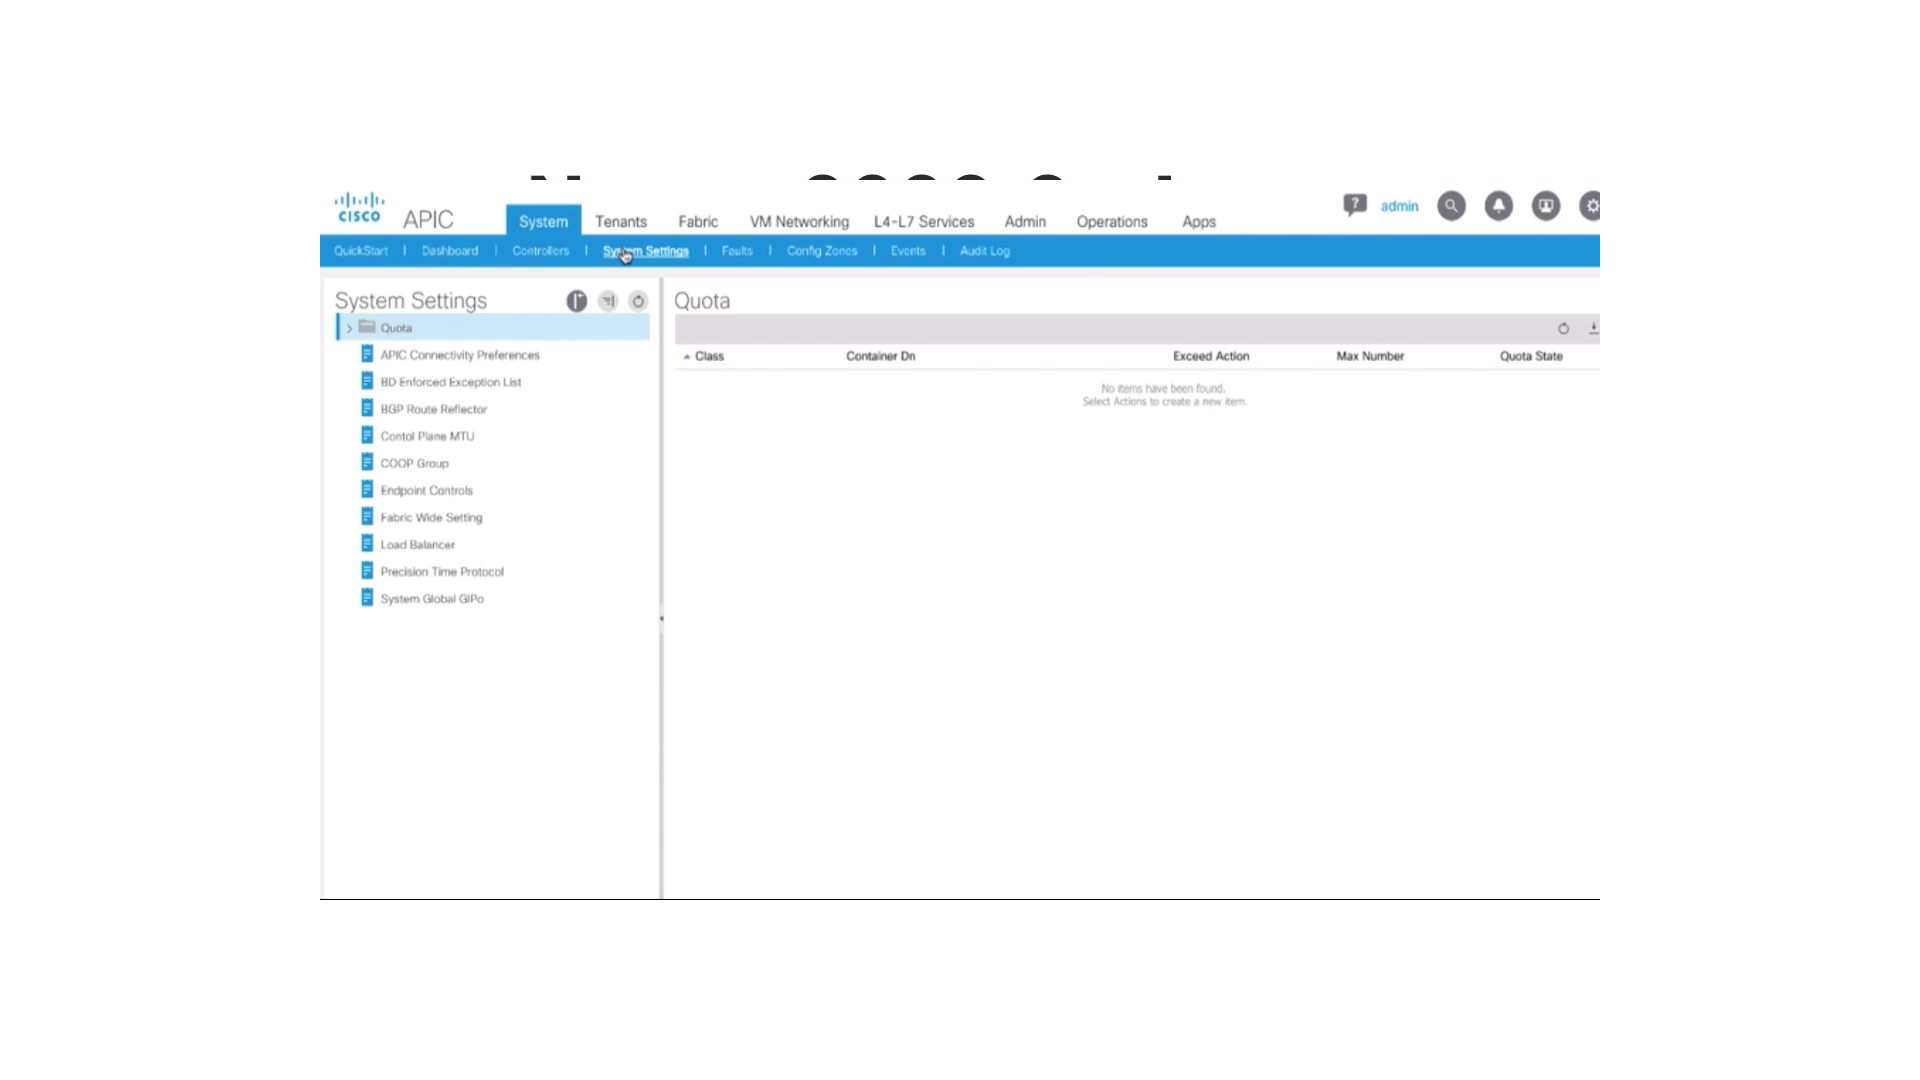 CISCO APIC System Tenants Fabric VM Networking L4-L7 Services Admin Operations Apps ? admin
QuickStart | Dashboard | Controllers | System Settings | Faults | Config Zones | Events | Audit Log
System Settings
Quota
APIC Connectivity Preferences
BD Enforced Exception List
BGP Route Reflector
Contol Plane MTU
COOP Group
Endpoint Controls
Fabric Wide Setting
Load Balancer
Precision Time Protocol
System Global GIPo
Quota
Class Container Dn Exceed Action Max Number Quota State
No items have been found.
Select Actions to create a new item.